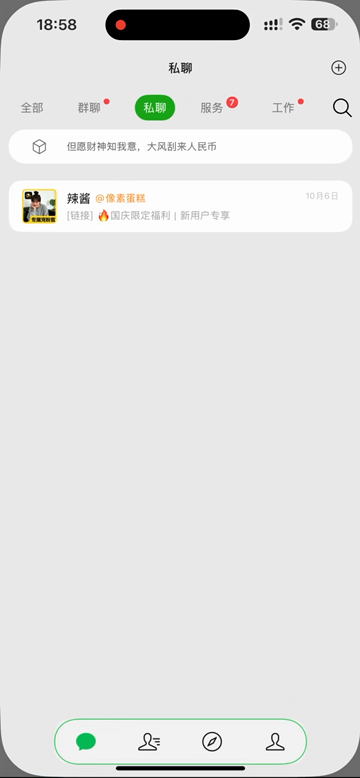 18:58
68
私聊
全部
群聊
私聊
服务
7
工作
但愿财神知我意，大风刮来人民币
辣酱 @像素蛋糕
10月6日
[链接] 🔥国庆限定福利 | 新用户专享